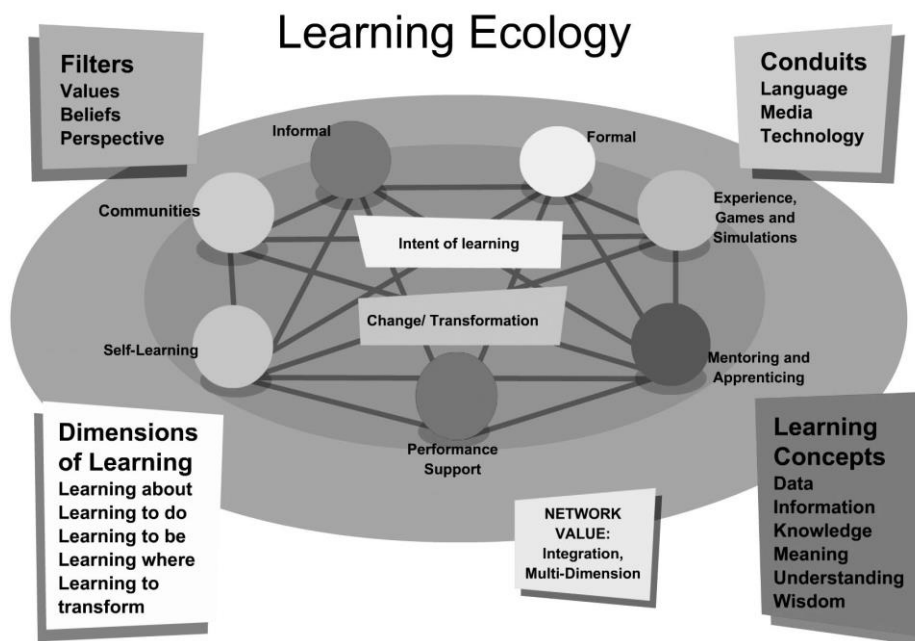 Learning Ecology
Filters
Values
Beliefs
Perspective
Conduits
Language
Media
Technology
Informal
Formal
Communities
Experience,
Games and
Simulations
Intent of learning
Change/ Transformation
Self-Learning
Mentoring and
Apprenticing
Performance
Support
Dimensions
of Learning
Learning about
Learning to do
Learning to be
Learning where
Learning to
transform
NETWORK
VALUE:
Integration,
Multi-Dimension
Learning
Concepts
Data
Information
Knowledge
Meaning
Understanding
Wisdom